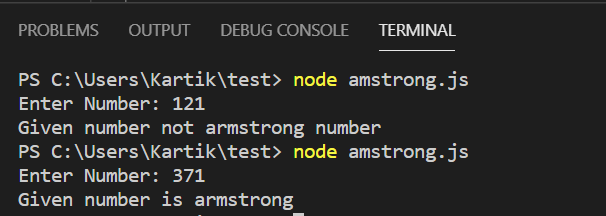 PROBLEMS OUTPUT DEBUG CONSOLE TERMINAL
PS C:\Users\Kartik\test> node amstrong.js
Enter Number: 121
Given number not armstrong number
PS C:\Users\Kartik\test> node amstrong.js
Enter Number: 371
Given number is armstrong